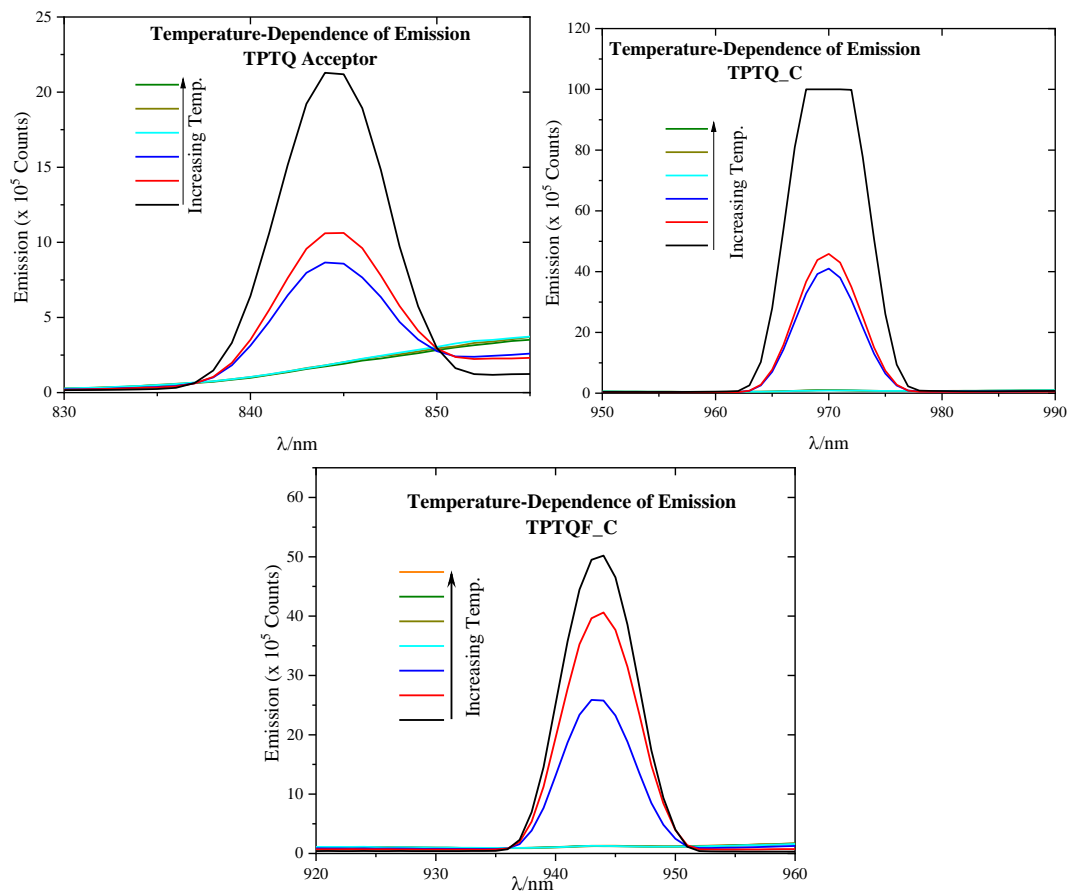 Temperature-Dependence of Emission
TPTQ Acceptor
Increasing Temp.
Emission (x 10⁵ Counts)
25
20
15
10
5
0
830
840
850
λ/nm
Temperature-Dependence of Emission
TPTQ_C
Increasing Temp.
Emission (x 10⁵ Counts)
120
100
80
60
40
20
0
950
960
970
980
990
λ/nm
Temperature-Dependence of Emission
TPTQF_C
Increasing Temp.
Emission (x 10⁵ Counts)
60
50
40
30
20
10
0
920
930
940
950
960
λ/nm